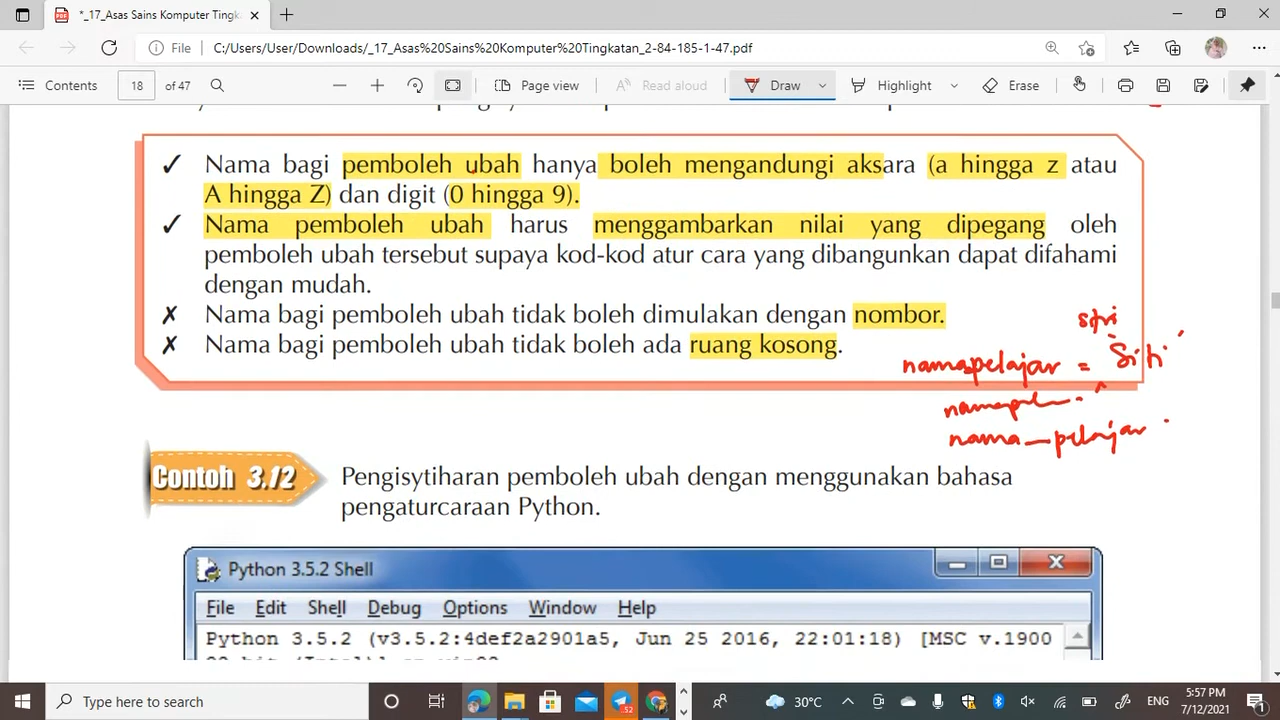 *_17_Asas Sains Komputer Tingk
File C:/Users/User/Downloads/_17_Asas%20Sains%20Komputer%20Tingkatan_2-84-185-1-47.pdf
Contents 18 of 47 Page view Read aloud Draw Highlight Erase
✓ Nama bagi pemboleh ubah hanya boleh mengandungi aksara (a hingga z atau
A hingga Z) dan digit (0 hingga 9).
✓ Nama pemboleh ubah harus menggambarkan nilai yang dipegang oleh
pemboleh ubah tersebut supaya kod-kod atur cara yang dibangunkan dapat difahami
dengan mudah.
✗ Nama bagi pemboleh ubah tidak boleh dimulakan dengan nombor.
✗ Nama bagi pemboleh ubah tidak boleh ada ruang kosong.
namapelajar = "Siti"
nama_pelajar
Contoh 3.12 Pengisytiharan pemboleh ubah dengan menggunakan bahasa
pengaturcaraan Python.
Python 3.5.2 Shell
File Edit Shell Debug Options Window Help
Python 3.5.2 (v3.5.2:4def2a2901a5, Jun 25 2016, 22:01:18) [MSC v.1900
Type here to search 52 30°C ENG 5:57 PM
7/12/2021 1